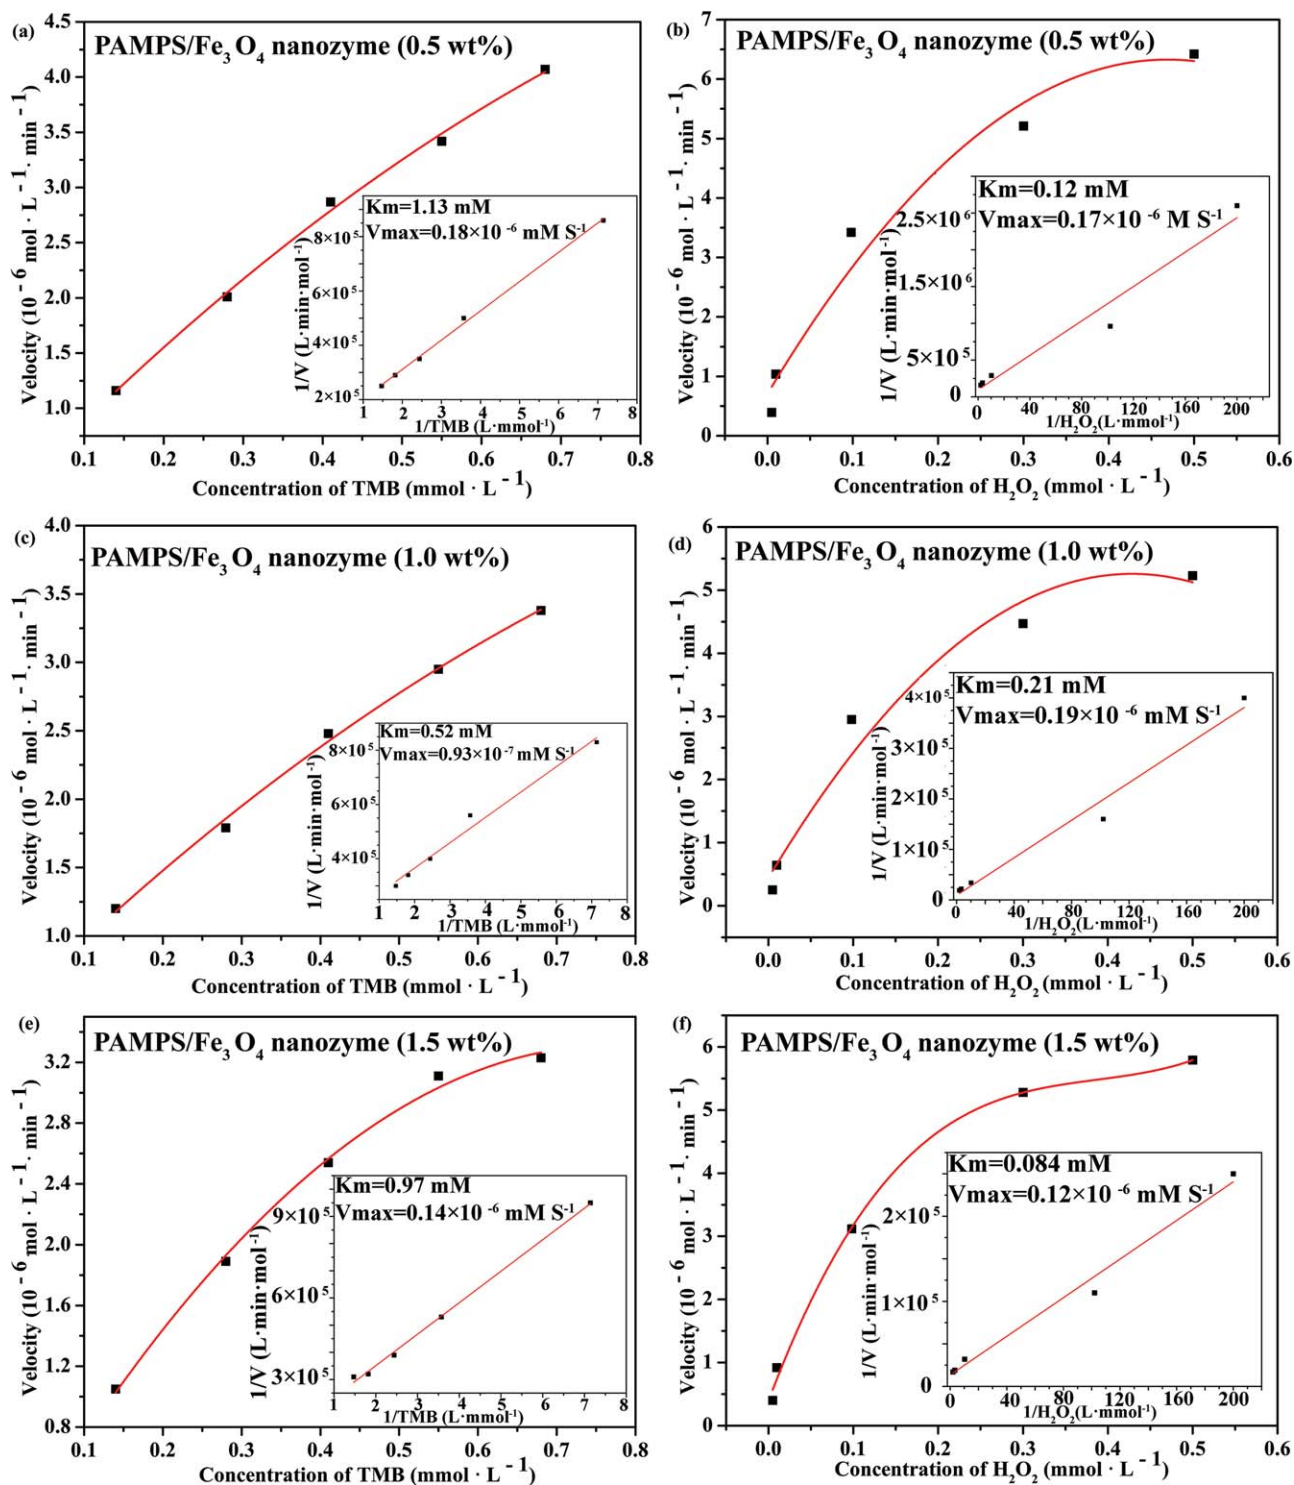 (a)
PAMPS/Fe₃O₄ nanozyme (0.5 wt%)
Velocity (10⁻⁶ mol · L⁻¹ · min⁻¹)
4.5
4.0
3.5
3.0
2.5
2.0
1.5
1.0
Km=1.13 mM
Vmax=0.18×10⁻⁶ mM S⁻¹
1/V (L·min·mol⁻¹)
8×10⁵
6×10⁵
4×10⁵
2×10⁵
1 2 3 4 5 6 7 8
1/TMB (L·mmol⁻¹)
0.1 0.2 0.3 0.4 0.5 0.6 0.7 0.8
Concentration of TMB (mmol · L⁻¹)
(b)
PAMPS/Fe₃O₄ nanozyme (0.5 wt%)
Velocity (10⁻⁶ mol · L⁻¹ · min⁻¹)
7
6
5
4
3
2
1
0
Km=0.12 mM
Vmax=0.17×10⁻⁶ M S⁻¹
1/V (L·min·mol⁻¹)
2.5×10⁶
1.5×10⁶
5×10⁵
0
0 40 80 120 160 200
1/H₂O₂(L·mmol⁻¹)
0.0 0.1 0.2 0.3 0.4 0.5 0.6
Concentration of H₂O₂ (mmol · L⁻¹)
(c)
PAMPS/Fe₃O₄ nanozyme (1.0 wt%)
Velocity (10⁻⁶ mol · L⁻¹ · min⁻¹)
4.0
3.5
3.0
2.5
2.0
1.5
1.0
Km=0.52 mM
Vmax=0.93×10⁻⁷ mM S⁻¹
1/V (L·min·mol⁻¹)
8×10⁵
6×10⁵
4×10⁵
1 2 3 4 5 6 7 8
1/TMB (L·mmol⁻¹)
0.1 0.2 0.3 0.4 0.5 0.6 0.7 0.8
Concentration of TMB (mmol · L⁻¹)
(d)
PAMPS/Fe₃O₄ nanozyme (1.0 wt%)
Velocity (10⁻⁶ mol · L⁻¹ · min⁻¹)
6
5
4
3
2
1
0
Km=0.21 mM
Vmax=0.19×10⁻⁶ mM S⁻¹
1/V (L·min·mol⁻¹)
4×10⁵
3×10⁵
2×10⁵
1×10⁵
0
0 40 80 120 160 200
1/H₂O₂(L·mmol⁻¹)
0.0 0.1 0.2 0.3 0.4 0.5 0.6
Concentration of H₂O₂ (mmol · L⁻¹)
(e)
PAMPS/Fe₃O₄ nanozyme (1.5 wt%)
Velocity (10⁻⁶ mol · L⁻¹ · min⁻¹)
3.2
2.8
2.4
2.0
1.6
1.2
0.8
Km=0.97 mM
Vmax=0.14×10⁻⁶ mM S⁻¹
1/V (L·min·mol⁻¹)
9×10⁵
6×10⁵
3×10⁵
1 2 3 4 5 6 7 8
1/TMB (L·mmol⁻¹)
0.1 0.2 0.3 0.4 0.5 0.6 0.7 0.8
Concentration of TMB (mmol · L⁻¹)
(f)
PAMPS/Fe₃O₄ nanozyme (1.5 wt%)
Velocity (10⁻⁶ mol · L⁻¹ · min⁻¹)
6
5
4
3
2
1
0
Km=0.084 mM
Vmax=0.12×10⁻⁶ mM S⁻¹
1/V (L·min·mol⁻¹)
2×10⁵
1×10⁵
0
0 40 80 120 160 200
1/H₂O₂(L·mmol⁻¹)
0.0 0.1 0.2 0.3 0.4 0.5 0.6
Concentration of H₂O₂ (mmol · L⁻¹)